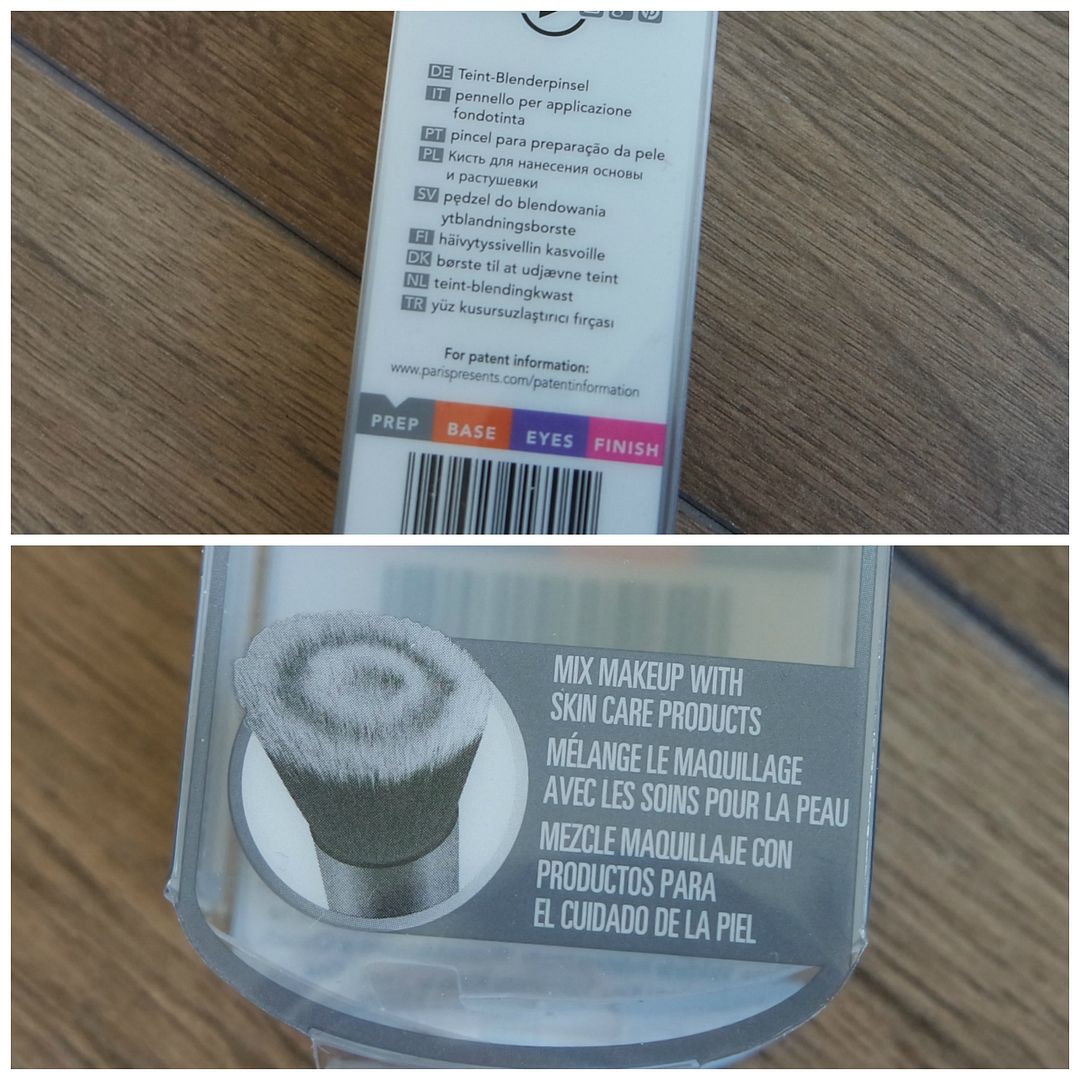 DE Teint-Blenderpinsel
IT pennello per applicazione
fondotinta
PT pincel para preparação da pele
PL Кисть для нанесения основы
и растушевки
SV pędzel do blendowania
ytblandningsborste
FI häivytyssivellin kasvoille
DK børste til at udjævne teint
NL teint-blendingkwast
TR yüz kusursuzlaştırıcı fırçası
For patent information:
www.parispresents.com/patentinformation
PREP BASE EYES FINISH
MIX MAKEUP WITH
SKIN CARE PRODUCTS
MÉLANGE LE MAQUILLAGE
AVEC LES SOINS POUR LA PEAU
MEZCLE MAQUILLAJE CON
PRODUCTOS PARA
EL CUIDADO DE LA PIEL